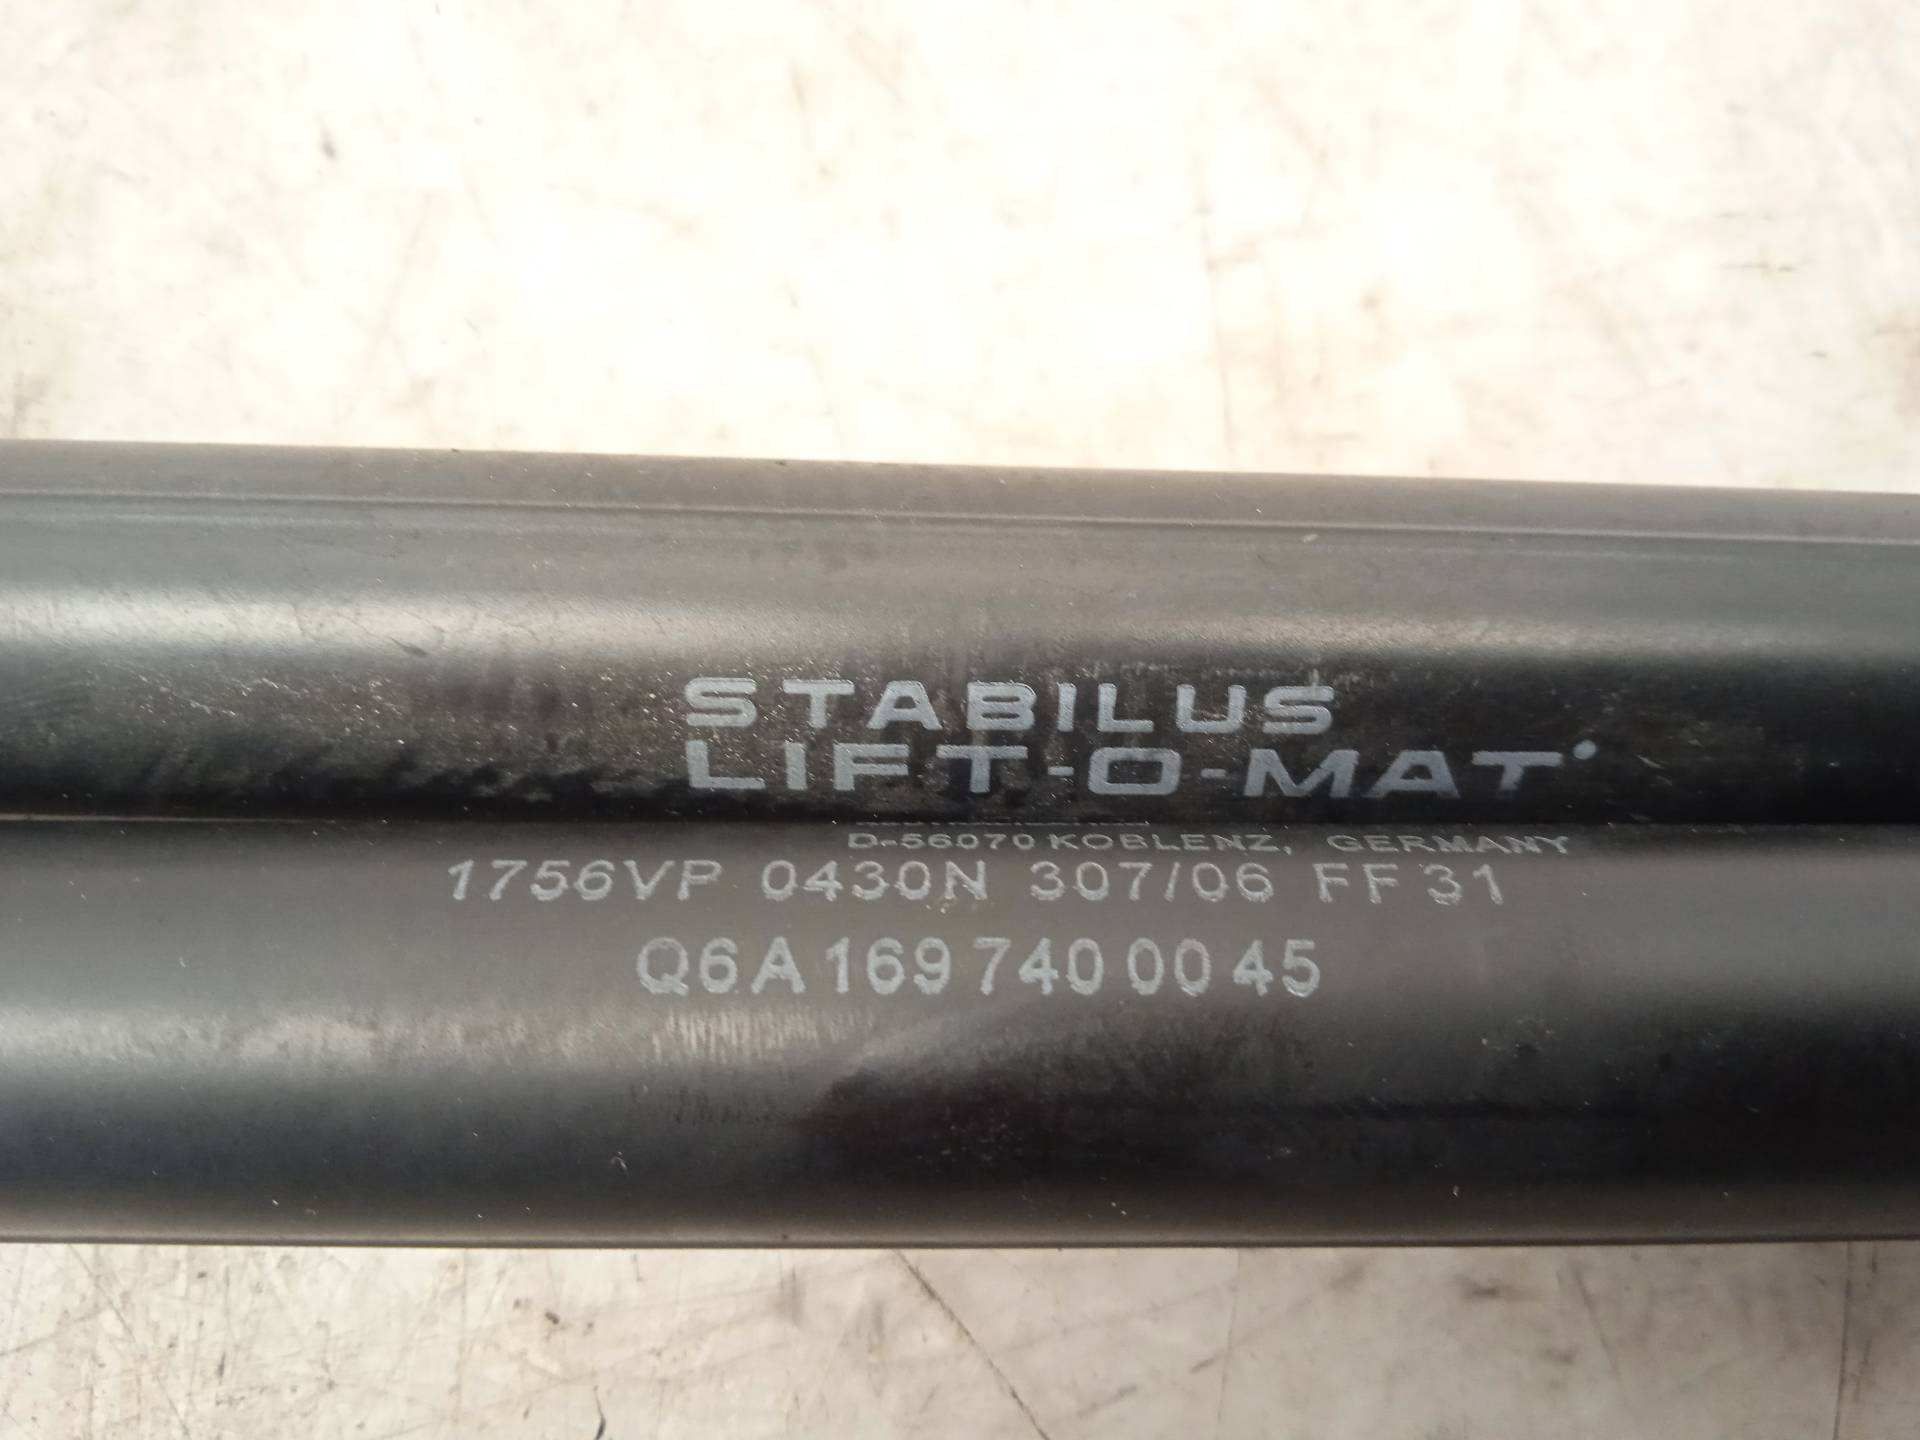 STABILUS
LIFT-O-MAT
D-56070 KOBLENZ, GERMANY
1756VP 0430N 307/06 FF31
Q6A 169 740 00 45